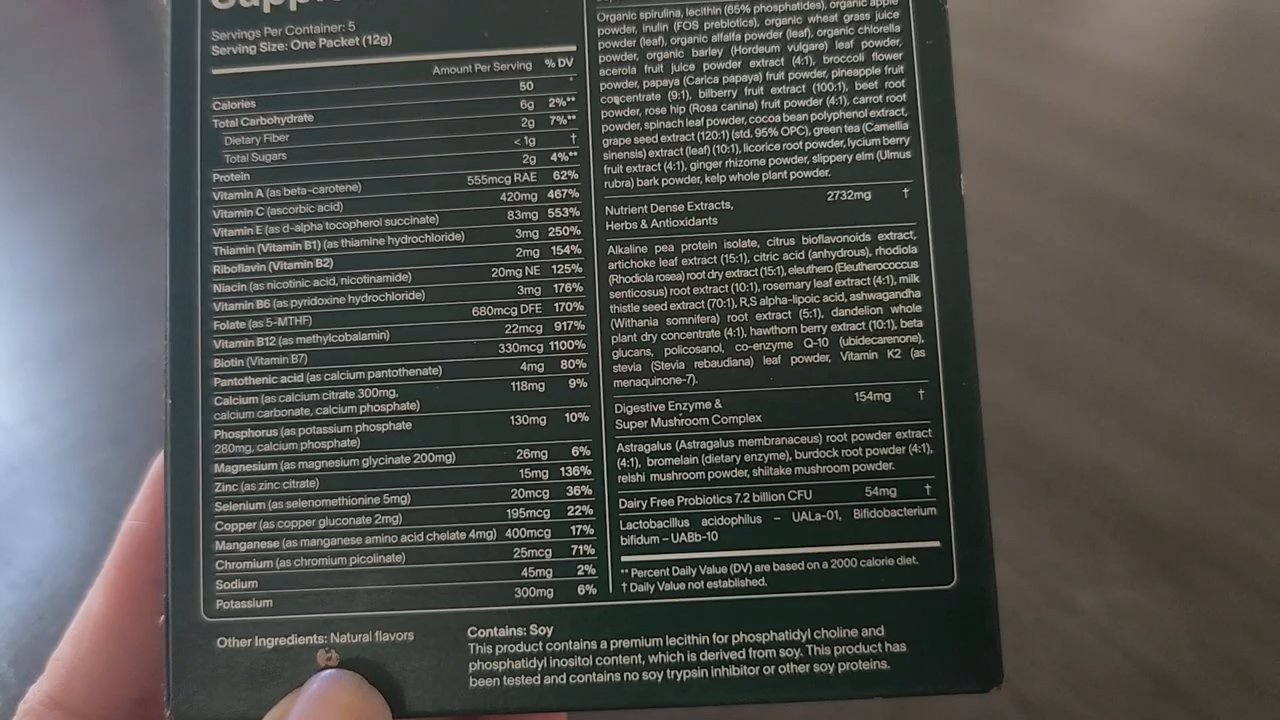 Servings Per Container: 5
Serving Size: One Packet (12g)
Amount Per Serving % DV
Calories 50 *
Total Carbohydrate 6g 2%**
Dietary Fiber 2g 7%**
Total Sugars <1g †
Protein 2g 4%**
Vitamin A (as beta-carotene) 555mcg RAE 62%
Vitamin C (ascorbic acid) 420mg 467%
Vitamin E (as d-alpha tocopherol succinate) 83mg 553%
Thiamin (Vitamin B1) (as thiamine hydrochloride) 3mg 250%
Riboflavin (Vitamin B2) 2mg 154%
Niacin (as nicotinic acid, nicotinamide) 20mg NE 125%
Vitamin B6 (as pyridoxine hydrochloride) 3mg 176%
Folate (as 5-MTHF) 680mcg DFE 170%
Vitamin B12 (as methylcobalamin) 22mcg 917%
Biotin (Vitamin B7) 330mcg 1100%
Pantothenic acid (as calcium pantothenate) 4mg 80%
Calcium (as calcium citrate 300mg, 118mg 9%
calcium carbonate, calcium phosphate)
Phosphorus (as potassium phosphate 130mg 10%
280mg, calcium phosphate)
Magnesium (as magnesium glycinate 200mg) 26mg 6%
Zinc (as zinc citrate) 15mg 136%
Selenium (as selenomethionine 5mg) 20mcg 36%
Copper (as copper gluconate 2mg) 195mcg 22%
Manganese (as manganese amino acid chelate 4mg) 400mcg 17%
Chromium (as chromium picolinate) 25mcg 71%
Sodium 45mg 2%
Potassium 300mg 6%
Organic spirulina, lecithin (65% phosphatides), organic apple
powder, inulin (FOS prebiotics), organic wheat grass juice
powder (leaf), organic alfalfa powder (leaf), organic chlorella
powder, organic barley (Hordeum vulgare) leaf powder,
acerola fruit juice powder extract (4:1), broccoli flower
powder, papaya (Carica papaya) fruit powder, pineapple fruit
concentrate (9:1), bilberry fruit extract (100:1), beet root
powder, rose hip (Rosa canina) fruit powder (4:1), carrot root
powder, spinach leaf powder, cocoa bean polyphenol extract,
grape seed extract (120:1) (std. 95% OPC), green tea (Camellia
sinensis) extract (leaf) (10:1), licorice root powder, lycium berry
fruit extract (4:1), ginger rhizome powder, slippery elm (Ulmus
rubra) bark powder, kelp whole plant powder.
Nutrient Dense Extracts, 2732mg †
Herbs & Antioxidants
Alkaline pea protein isolate, citrus bioflavonoids extract,
artichoke leaf extract (15:1), citric acid (anhydrous), rhodiola
(Rhodiola rosea) root dry extract (15:1), eleuthero (Eleutherococcus
senticosus) root extract (10:1), rosemary leaf extract (4:1), milk
thistle seed extract (70:1), R,S alpha-lipoic acid, ashwagandha
(Withania somnifera) root extract (5:1), dandelion whole
plant dry concentrate (4:1), hawthorn berry extract (10:1), beta
glucans, policosanol, co-enzyme Q-10 (ubidecarenone),
stevia (Stevia rebaudiana) leaf powder, Vitamin K2 (as
menaquinone-7).
Digestive Enzyme & 154mg †
Super Mushroom Complex
Astragalus (Astragalus membranaceus) root powder extract
(4:1), bromelain (dietary enzyme), burdock root powder (4:1),
reishi mushroom powder, shiitake mushroom powder.
Dairy Free Probiotics 7.2 billion CFU 54mg †
Lactobacillus acidophilus – UALa-01, Bifidobacterium
bifidum – UABb-10
** Percent Daily Value (DV) are based on a 2000 calorie diet.
† Daily Value not established.
Other Ingredients: Natural flavors
Contains: Soy
This product contains a premium lecithin for phosphatidyl choline and
phosphatidyl inositol content, which is derived from soy. This product has
been tested and contains no soy trypsin inhibitor or other soy proteins.